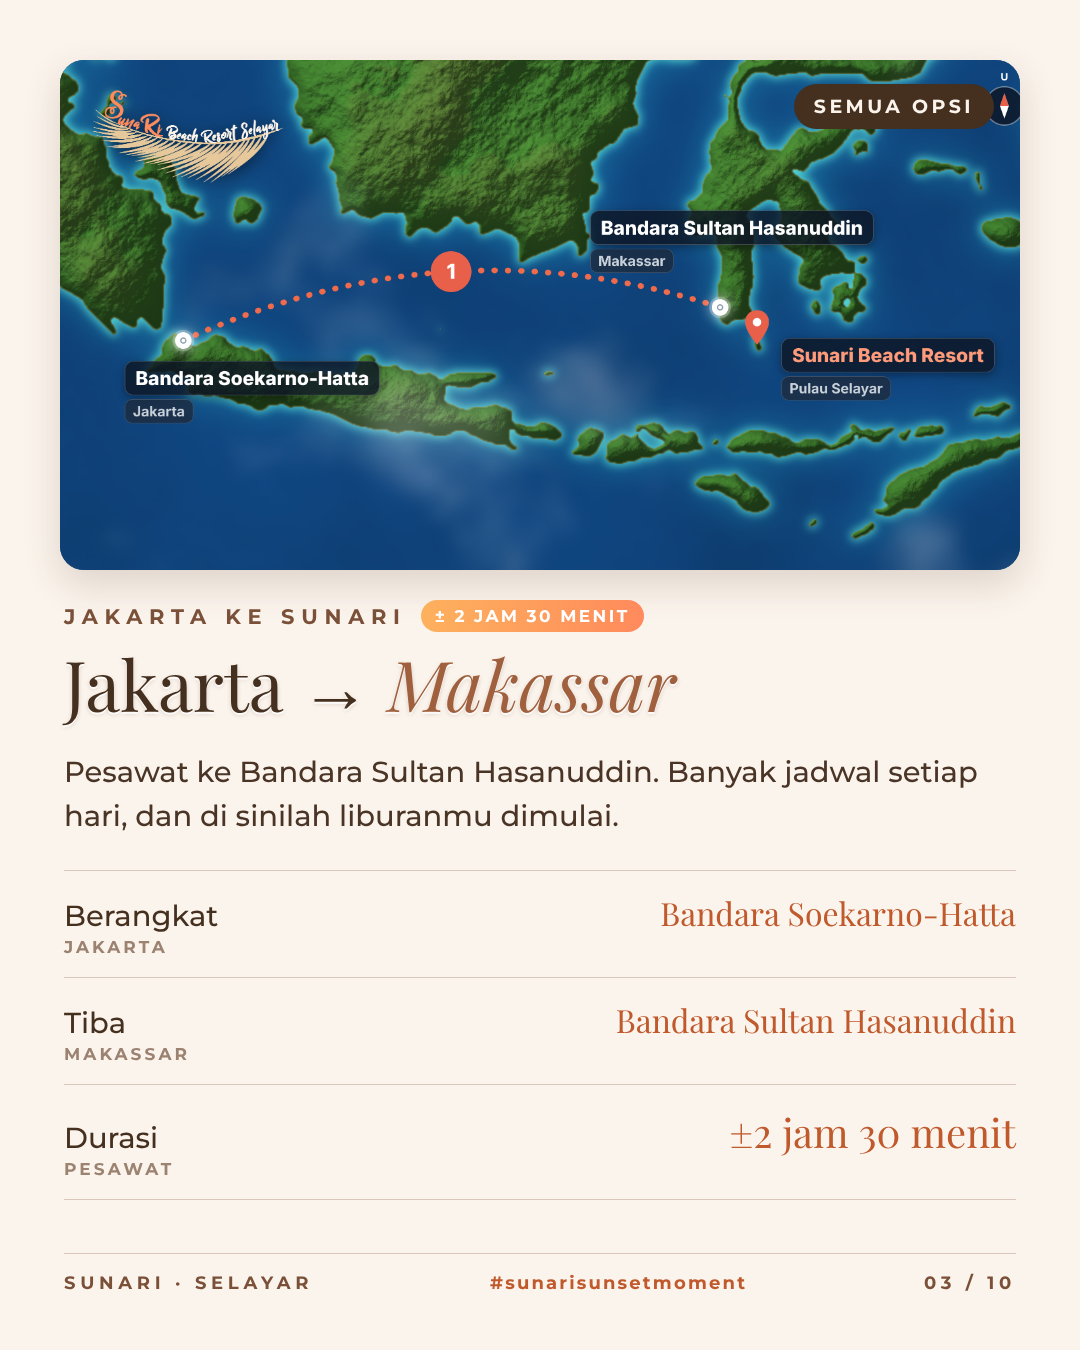 SunaRi Beach Resort Selayar
SEMUA OPSI
U
Bandara Sultan Hasanuddin
Makassar
1
Sunari Beach Resort
Pulau Selayar
Bandara Soekarno-Hatta
Jakarta
JAKARTA KE SUNARI
± 2 JAM 30 MENIT
Jakarta → Makassar
Pesawat ke Bandara Sultan Hasanuddin. Banyak jadwal setiap
hari, dan di sinilah liburanmu dimulai.
Berangkat
JAKARTA
Bandara Soekarno-Hatta
Tiba
MAKASSAR
Bandara Sultan Hasanuddin
Durasi
PESAWAT
±2 jam 30 menit
SUNARI · SELAYAR
#sunarisunsetmoment
03 / 10